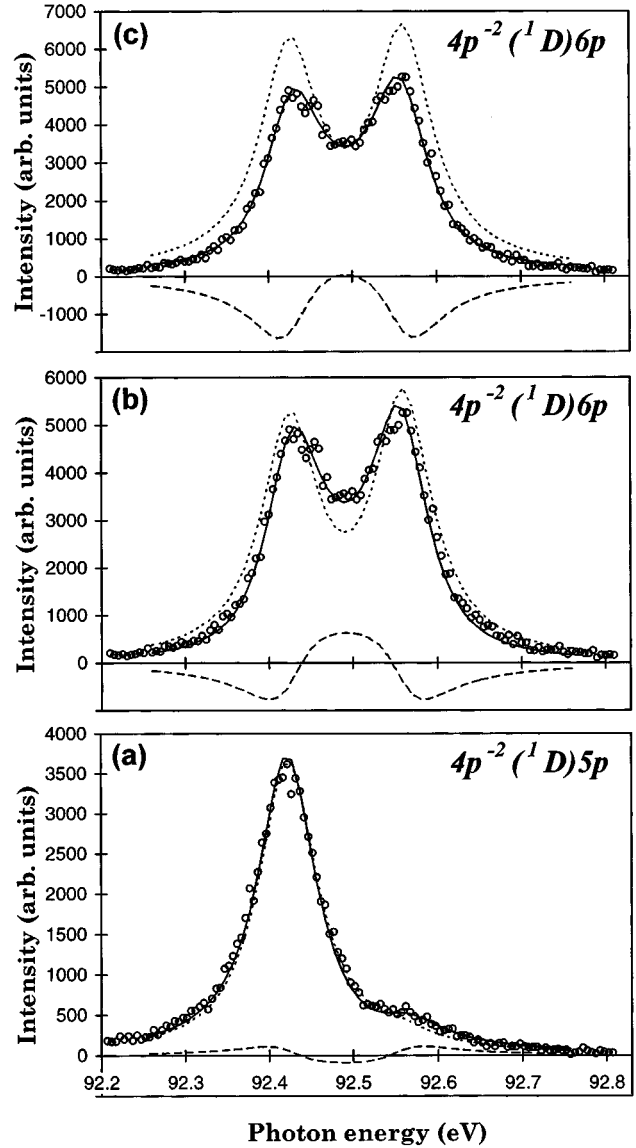 (c)
4p⁻² (¹ D)6p
7000
6000
5000
4000
3000
2000
1000
0
-1000
Intensity (arb. units)
(b)
4p⁻² (¹ D)6p
6000
5000
4000
3000
2000
1000
0
Intensity (arb. units)
(a)
4p⁻² (¹ D)5p
4000
3500
3000
2500
2000
1500
1000
500
0
Intensity (arb. units)
92.2 92.3 92.4 92.5 92.6 92.7 92.8
Photon energy (eV)